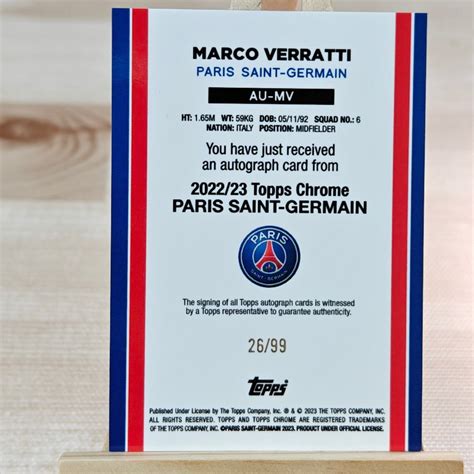 MARCO VERRATTI
PARIS SAINT-GERMAIN
AU-MV
HT: 1.65M WT: 59KG DOB: 05/11/92 SQUAD NO.: 6
NATION: ITALY POSITION: MIDFIELDER
You have just received
an autograph card from
2022/23 Topps Chrome
PARIS SAINT-GERMAIN
PARIS
SAINT-GERMAIN
The signing of all Topps autograph cards is witnessed
by a Topps representative to guarantee authenticity.
26/99
Topps
Published Under License by The Topps Company, Inc. ® & © 2023 THE TOPPS COMPANY, INC.
ALL RIGHTS RESERVED. TOPPS AND TOPPS CHROME ARE REGISTERED TRADEMARKS
OF THE TOPPS COMPANY, INC. ©PARIS SAINT-GERMAIN 2023. PRODUCT UNDER OFFICIAL LICENSE.